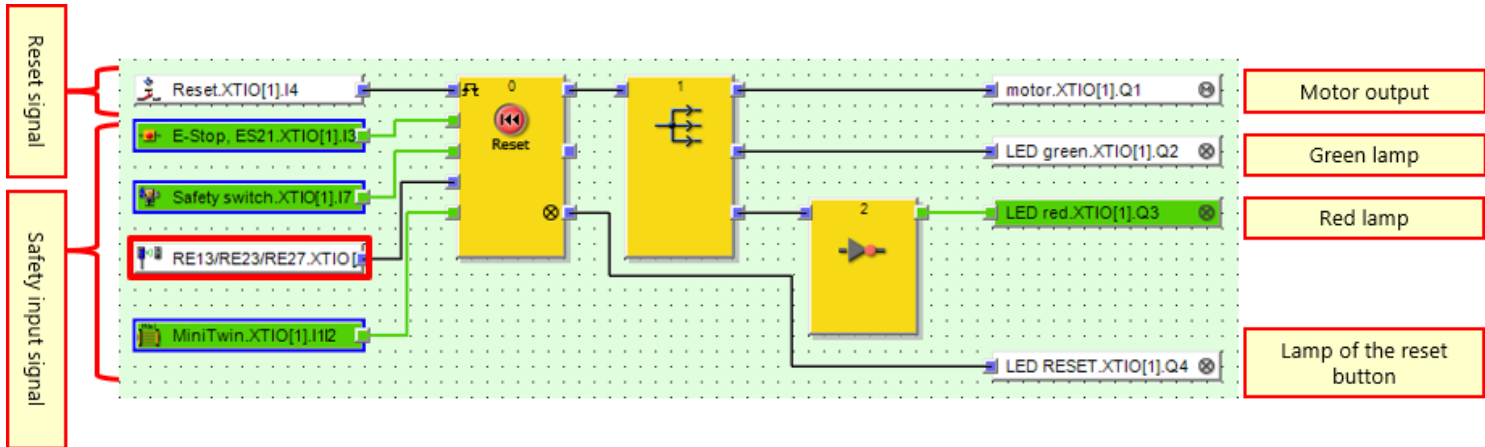 Reset signal
Safety input signal
Reset.XTIO[1].I4
E-Stop, ES21.XTIO[1].I3
Safety switch.XTIO[1].I7
RE13/RE23/RE27.XTIO[
MiniTwin.XTIO[1].I1I2
0
Reset
1
2
motor.XTIO[1].Q1
LED green.XTIO[1].Q2
LED red.XTIO[1].Q3
LED RESET.XTIO[1].Q4
Motor output
Green lamp
Red lamp
Lamp of the reset
button